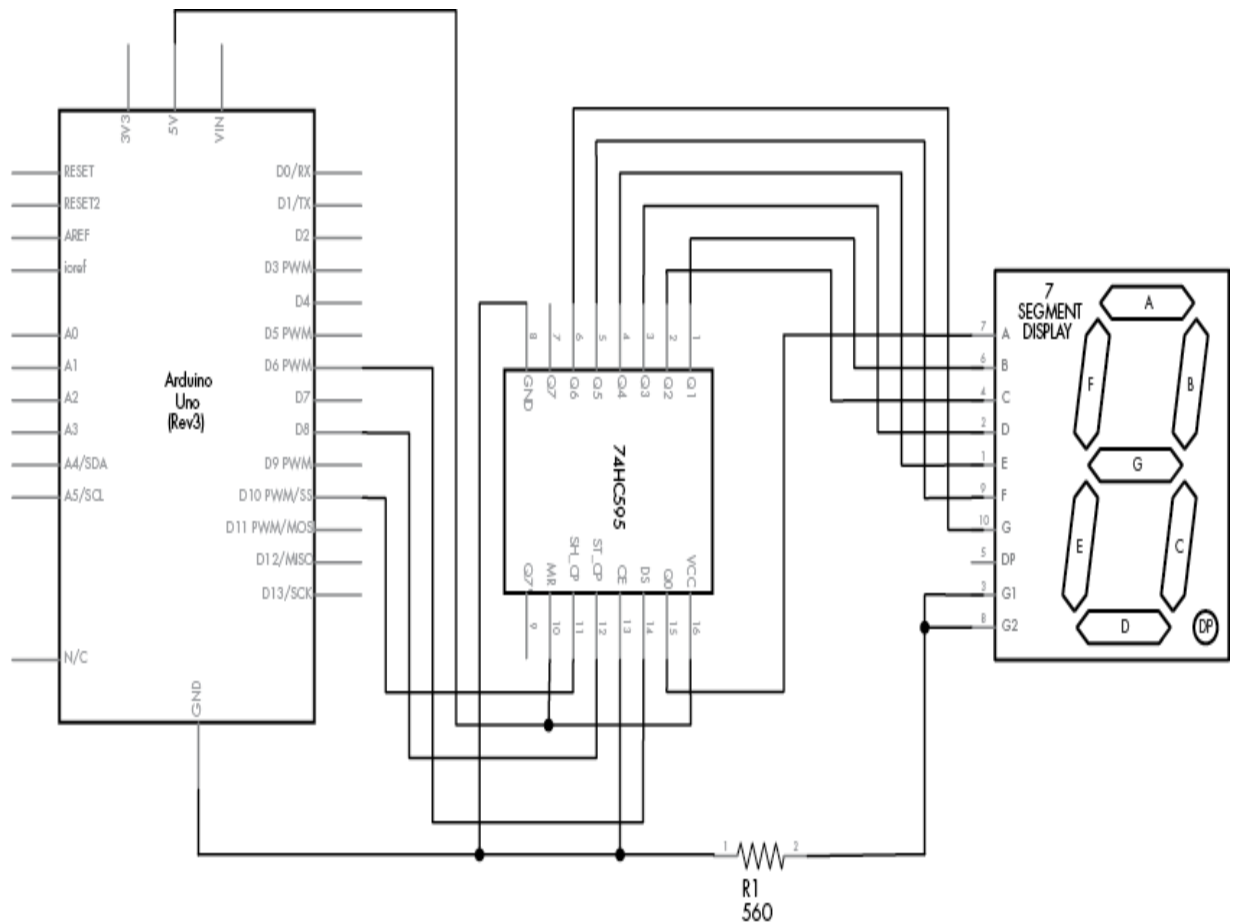 3V3
5V
VIN
RESET
RESET2
AREF
ioref
A0
A1
A2
A3
A4/SDA
A5/SCL
N/C
GND
Arduino
Uno
(Rev3)
D0/RX
D1/TX
D2
D3 PWM
D4
D5 PWM
D6 PWM
D7
D8
D9 PWM
D10 PWM/SS
D11 PWM/MOS
D12/MISO
D13/SCK
8 7 6 5 4 3 2 1
GND Q7 Q6 Q5 Q4 Q3 Q2 Q1
74HC595
Q7' MR SH_CP ST_CP CE DS Q0 VCC
9 10 11 12 13 14 15 16
7
SEGMENT
DISPLAY
7 A
6 B
4 C
2 D
1 E
9 F
10 G
5 DP
3 G1
8 G2
A
F B
G
E C
D DP
1 2
R1
560